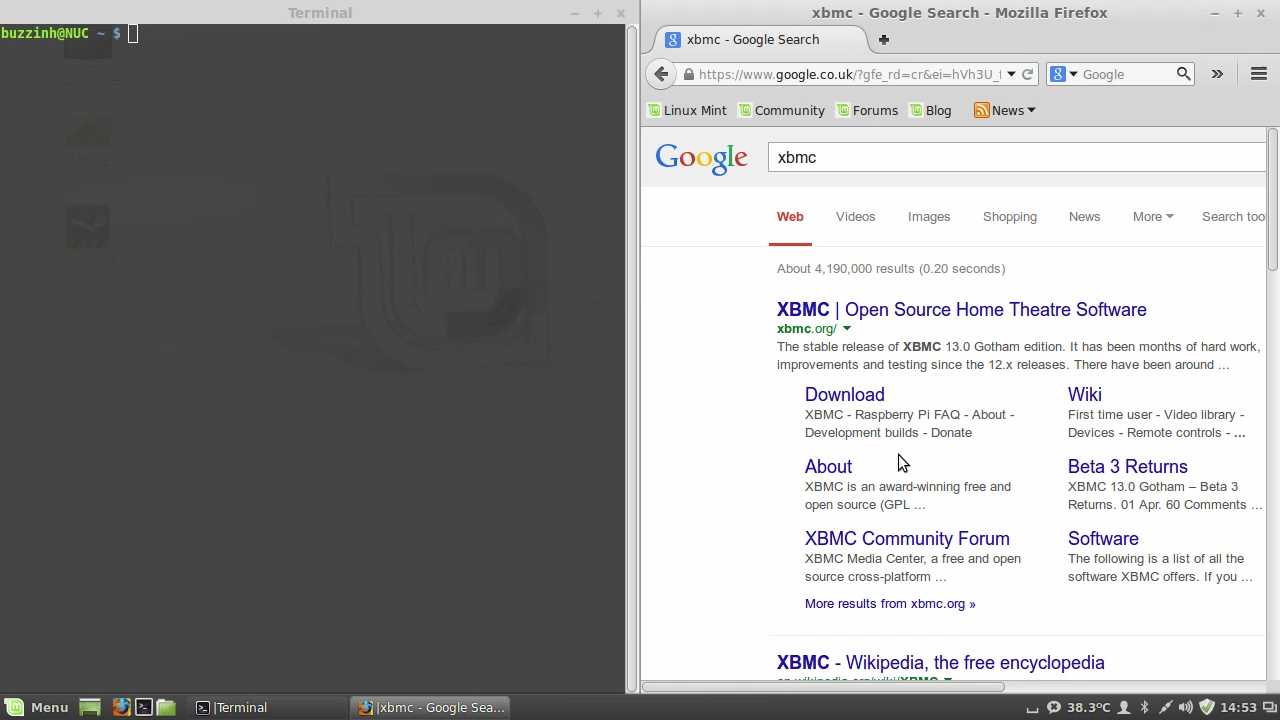 Terminal
buzzinh@NUC ~ $
xbmc - Google Search - Mozilla Firefox
xbmc - Google Search
https://www.google.co.uk/?gfe_rd=cr&ei=hVh3U_
Google
Linux Mint
Community
Forums
Blog
News
Google
xbmc
Web
Videos
Images
Shopping
News
More
Search too
About 4,190,000 results (0.20 seconds)
XBMC | Open Source Home Theatre Software
xbmc.org/
The stable release of XBMC 13.0 Gotham edition. It has been months of hard work,
improvements and testing since the 12.x releases. There have been around ...
Download
XBMC - Raspberry Pi FAQ - About -
Development builds - Donate
Wiki
First time user - Video library -
Devices - Remote controls - ...
About
XBMC is an award-winning free and
open source (GPL ...
Beta 3 Returns
XBMC 13.0 Gotham – Beta 3
Returns. 01 Apr. 60 Comments ...
XBMC Community Forum
XBMC Media Center, a free and open
source cross-platform ...
Software
The following is a list of all the
software XBMC offers. If you ...
More results from xbmc.org »
XBMC - Wikipedia, the free encyclopedia
en.wikipedia.org/wiki/XBMC
Menu
Terminal
xbmc - Google Sea...
38.3ºC
14:53